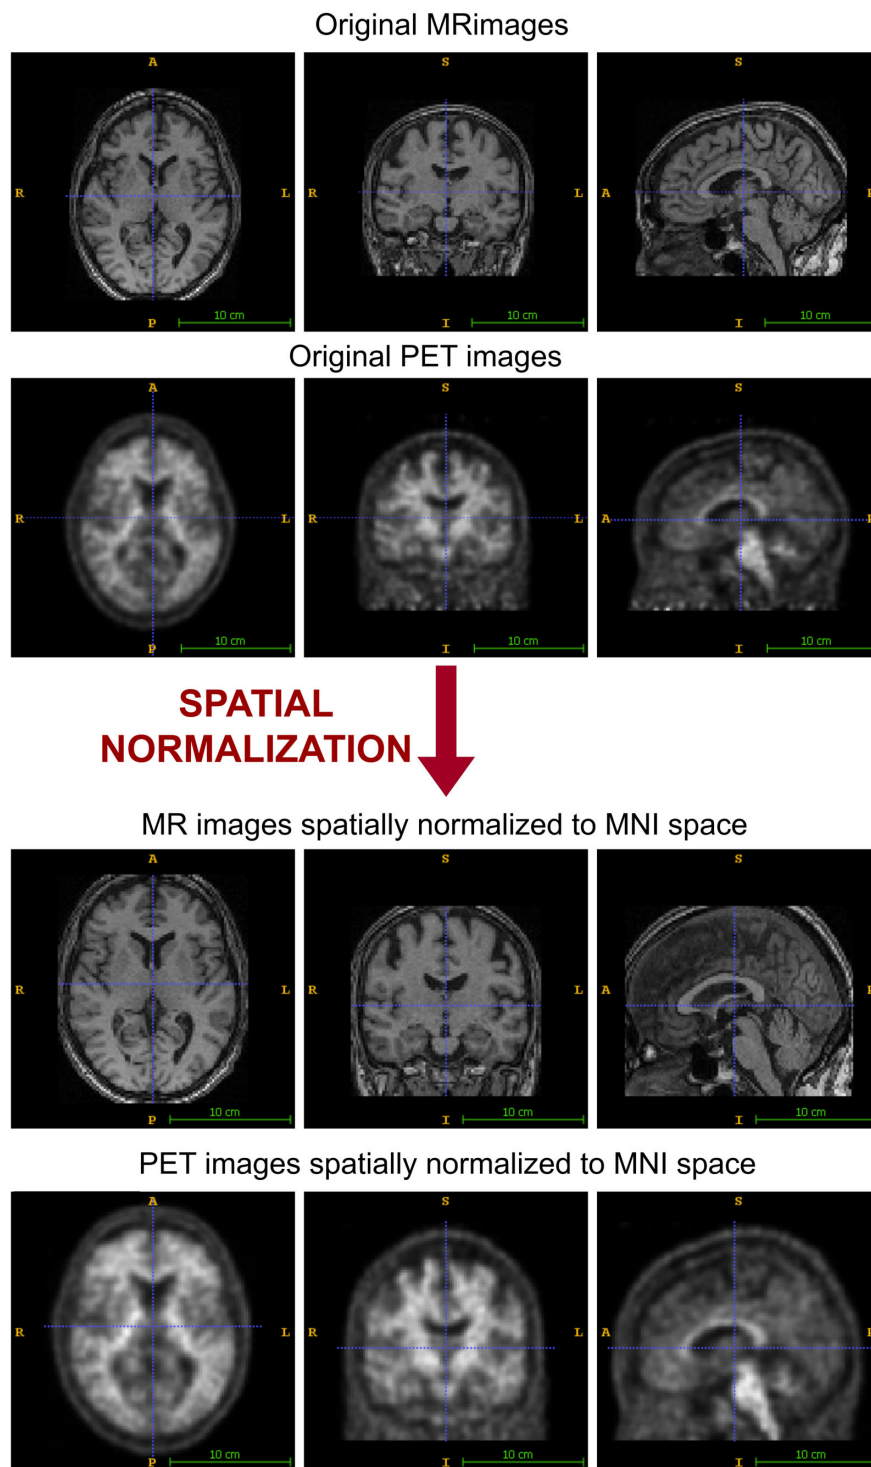 Original MRimages
A S S
R L R L A P
10 cm 10 cm 10 cm
P I I
Original PET images
A S S
R L R L A P
10 cm 10 cm 10 cm
P I I
SPATIAL
NORMALIZATION
MR images spatially normalized to MNI space
A S S
R L R L A P
10 cm 10 cm 10 cm
P I I
PET images spatially normalized to MNI space
A S S
R L R L A P
10 cm 10 cm 10 cm
P I I